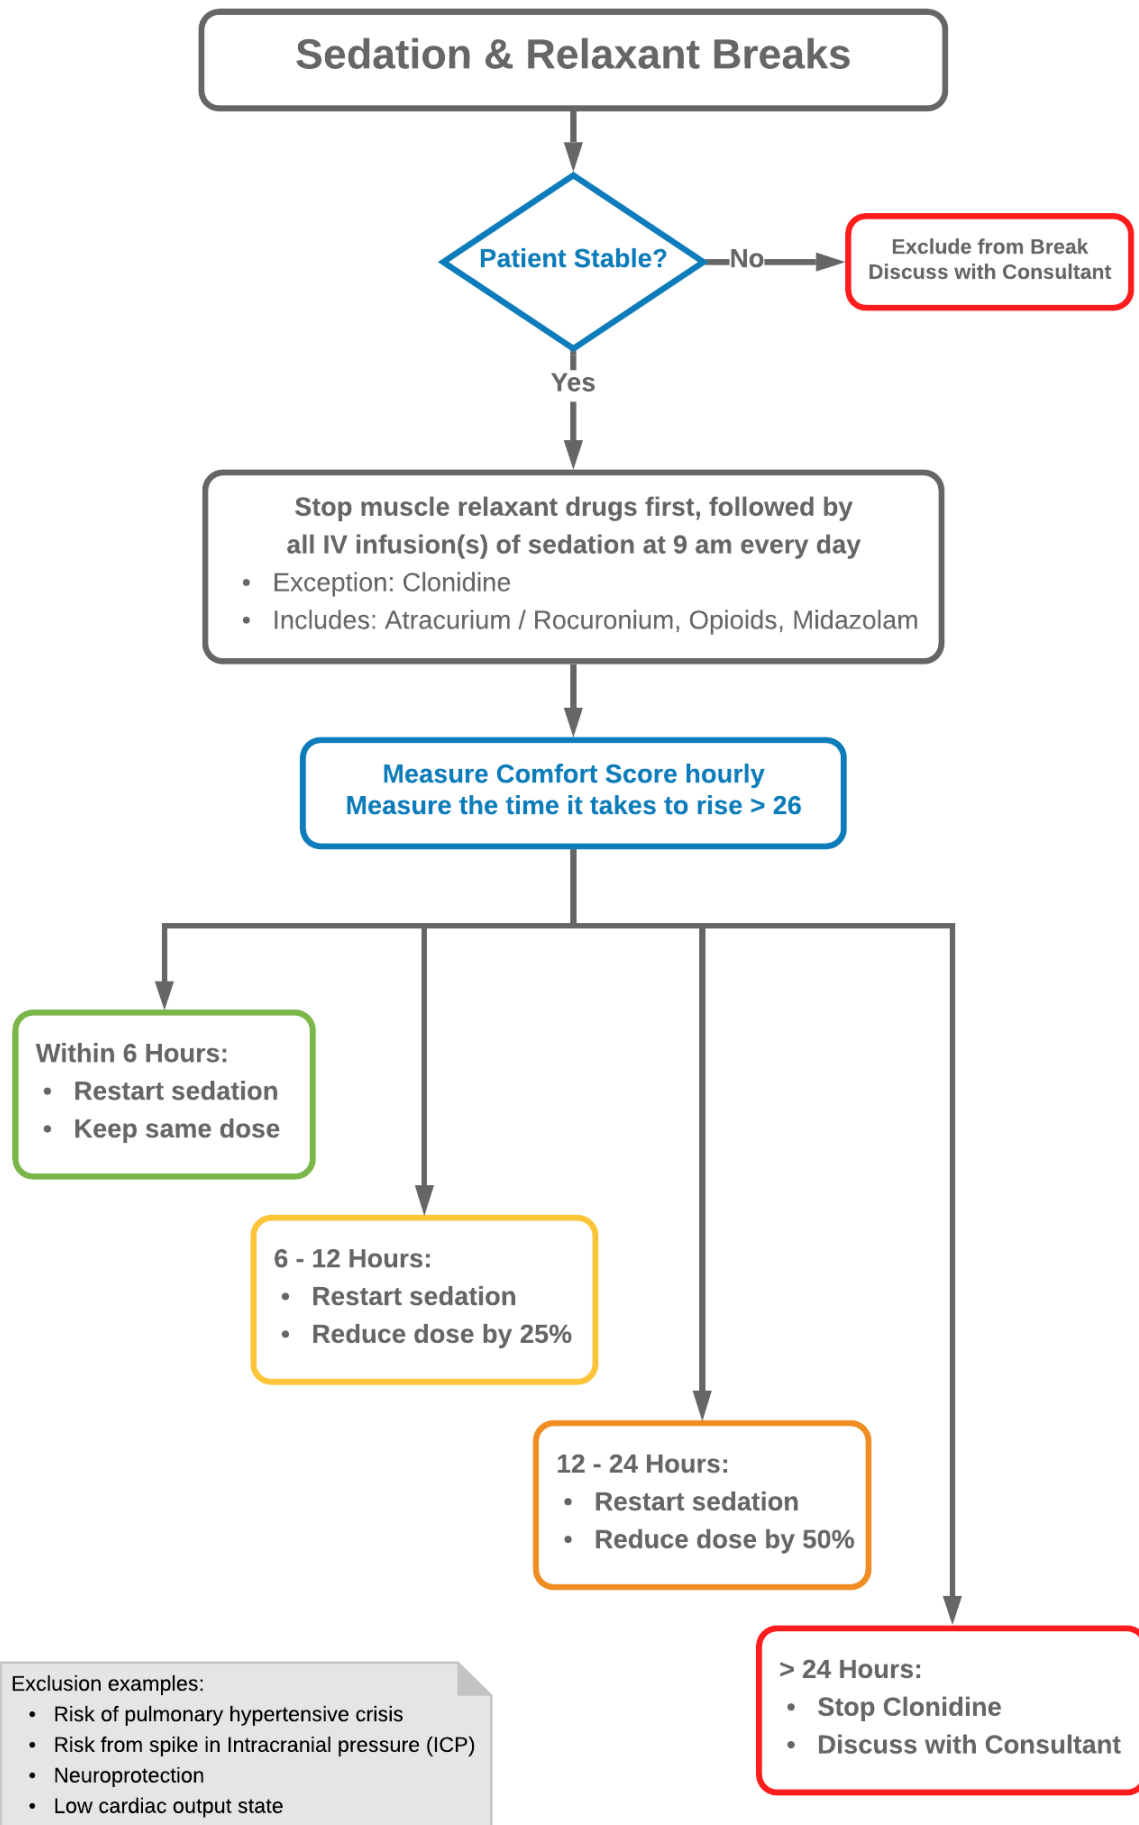 Sedation & Relaxant Breaks
Patient Stable?
No
Exclude from Break
Discuss with Consultant
Yes
Stop muscle relaxant drugs first, followed by
all IV infusion(s) of sedation at 9 am every day
• Exception: Clonidine
• Includes: Atracurium / Rocuronium, Opioids, Midazolam
Measure Comfort Score hourly
Measure the time it takes to rise > 26
Within 6 Hours:
• Restart sedation
• Keep same dose
6 - 12 Hours:
• Restart sedation
• Reduce dose by 25%
12 - 24 Hours:
• Restart sedation
• Reduce dose by 50%
> 24 Hours:
• Stop Clonidine
• Discuss with Consultant
Exclusion examples:
• Risk of pulmonary hypertensive crisis
• Risk from spike in Intracranial pressure (ICP)
• Neuroprotection
• Low cardiac output state